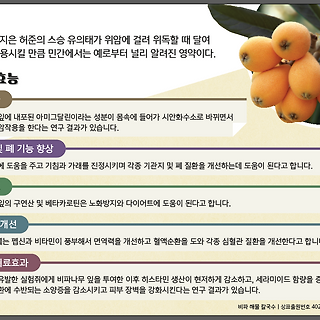 지은 허준의 스승 유의태가 위암에 걸려 위독할 때 달여
용시킬 만큼 민간에서는 예로부터 널리 알려진 영약이다.
효능
잎에 내포된 아미그달린이라는 성분이 몸속에 들어가 시안화수소로 바뀌면서
암작용을 한다는 연구 결과가 있습니다.
및 폐 기능 향상
에 도움을 주고 기침과 가래를 진정시키며 각종 기관지 및 폐 질환을 개선하는데 도움이 된다고 합니다.
잎의 구연산 및 베타카로틴은 노화방지와 다이어트에 도움이 된다고 합니다.
개선
에는 펩신과 비타민이 풍부해서 면역력을 개선하고 혈액순환을 도와 각종 심혈관 질환을 개선한다고 합니
료효과
유발한 실험쥐에게 비파나무 잎을 투여한 이후 히스타민 생산이 현저하게 감소하고, 세라미이드 함량을 증
환에 수반되는 소양증을 감소시키고 피부 장벽을 강화시킨다는 연구 결과가 있습니다.
비파 해물 칼국수 | 상표출원번호 402